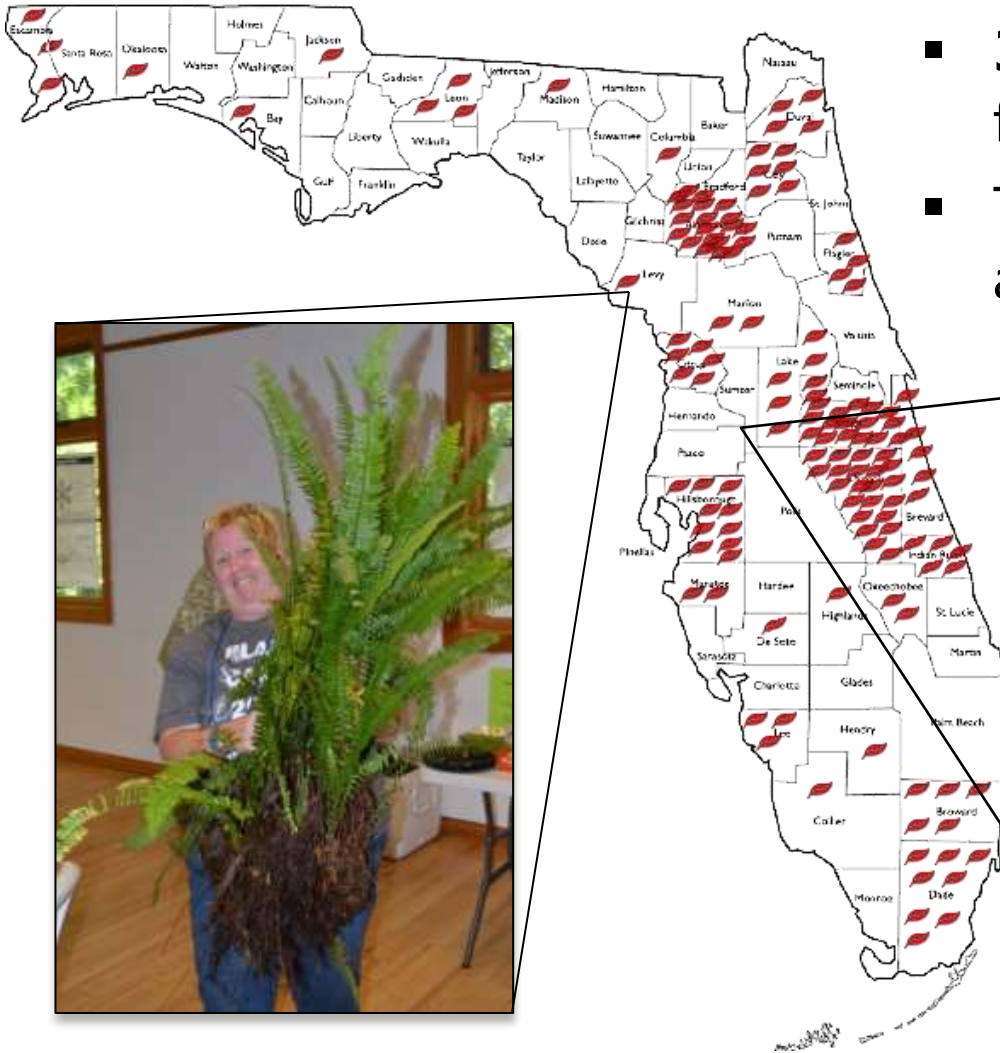 Escambia
Santa Rosa
Okaloosa
Walton
Holmes
Washington
Jackson
Bay
Calhoun
Gulf
Liberty
Franklin
Gadsden
Leon
Wakulla
Jefferson
Madison
Taylor
Hamilton
Suwannee
Lafayette
Dixie
Columbia
Gilchrist
Levy
Baker
Union
Bradford
Nassau
Duval
Clay
St. Johns
Putnam
Flagler
Marion
Volusia
Citrus
Sumter
Lake
Seminole
Hernando
Pasco
Hillsborough
Pinellas
Polk
Brevard
Indian River
Manatee
Hardee
Highlands
Okeechobee
St. Lucie
Sarasota
De Soto
Martin
Charlotte
Glades
Lee
Hendry
Palm Beach
Collier
Broward
Monroe
Dade